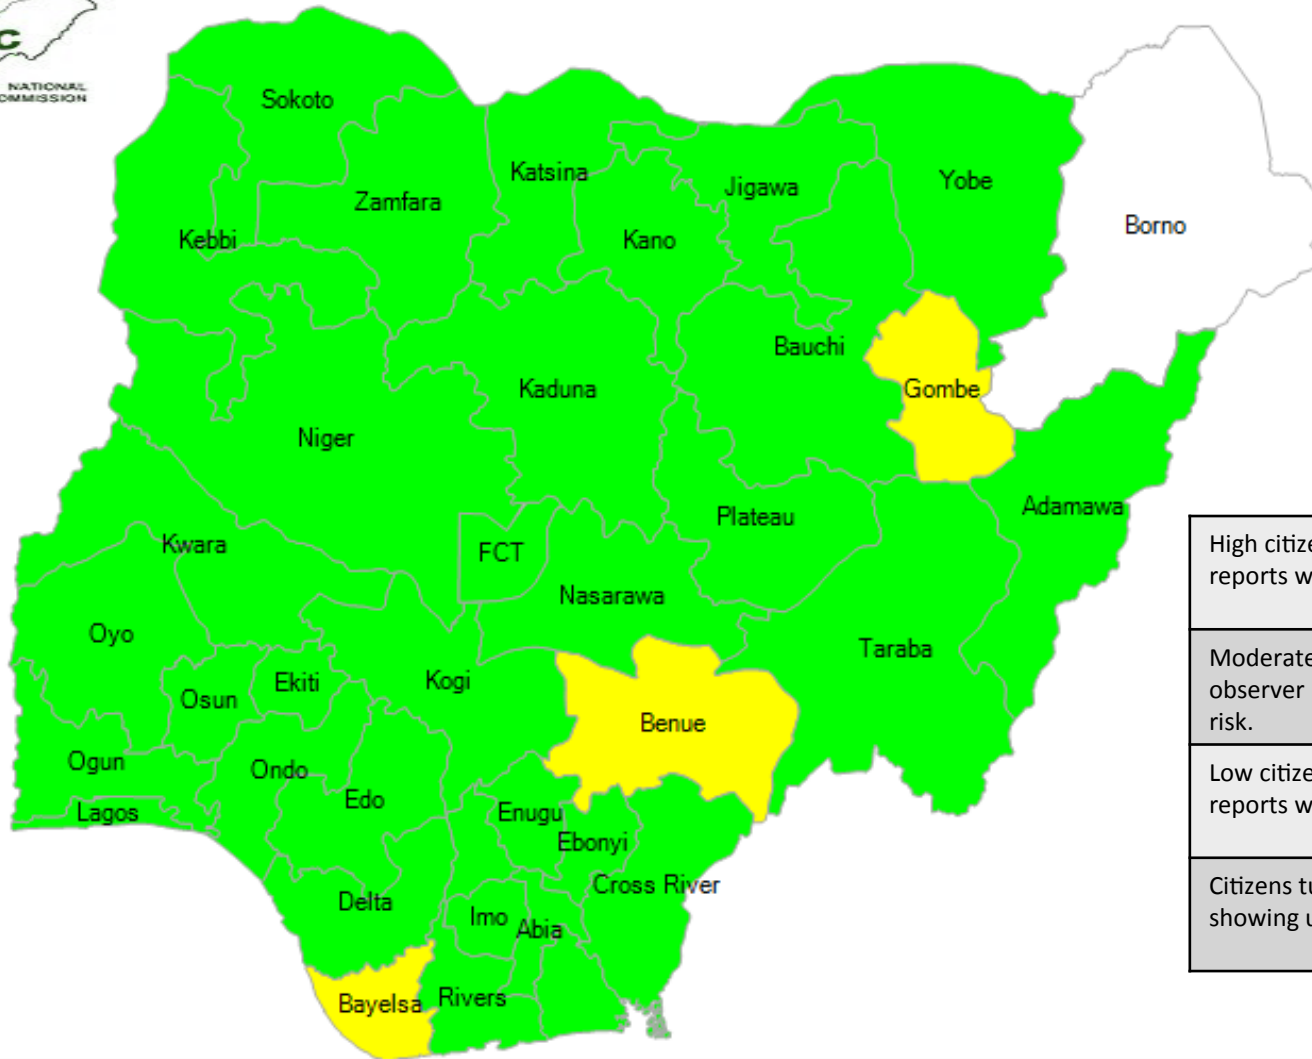 C
NATIONAL
COMMISSION
Sokoto
Katsina
Jigawa
Yobe
Zamfara
Borno
Kebbi
Kano
Bauchi
Kaduna
Gombe
Niger
Adamawa
Plateau
Kwara
FCT
Nasarawa
Oyo
Taraba
Kogi
Ekiti
Osun
Benue
Ogun
Ondo
Edo
Lagos
Enugu
Ebonyi
Cross River
Delta
Imo
Abia
Bayelsa
Rivers
High citize
reports w
Moderate
observer
risk.
Low citize
reports w
Citizens tu
showing u